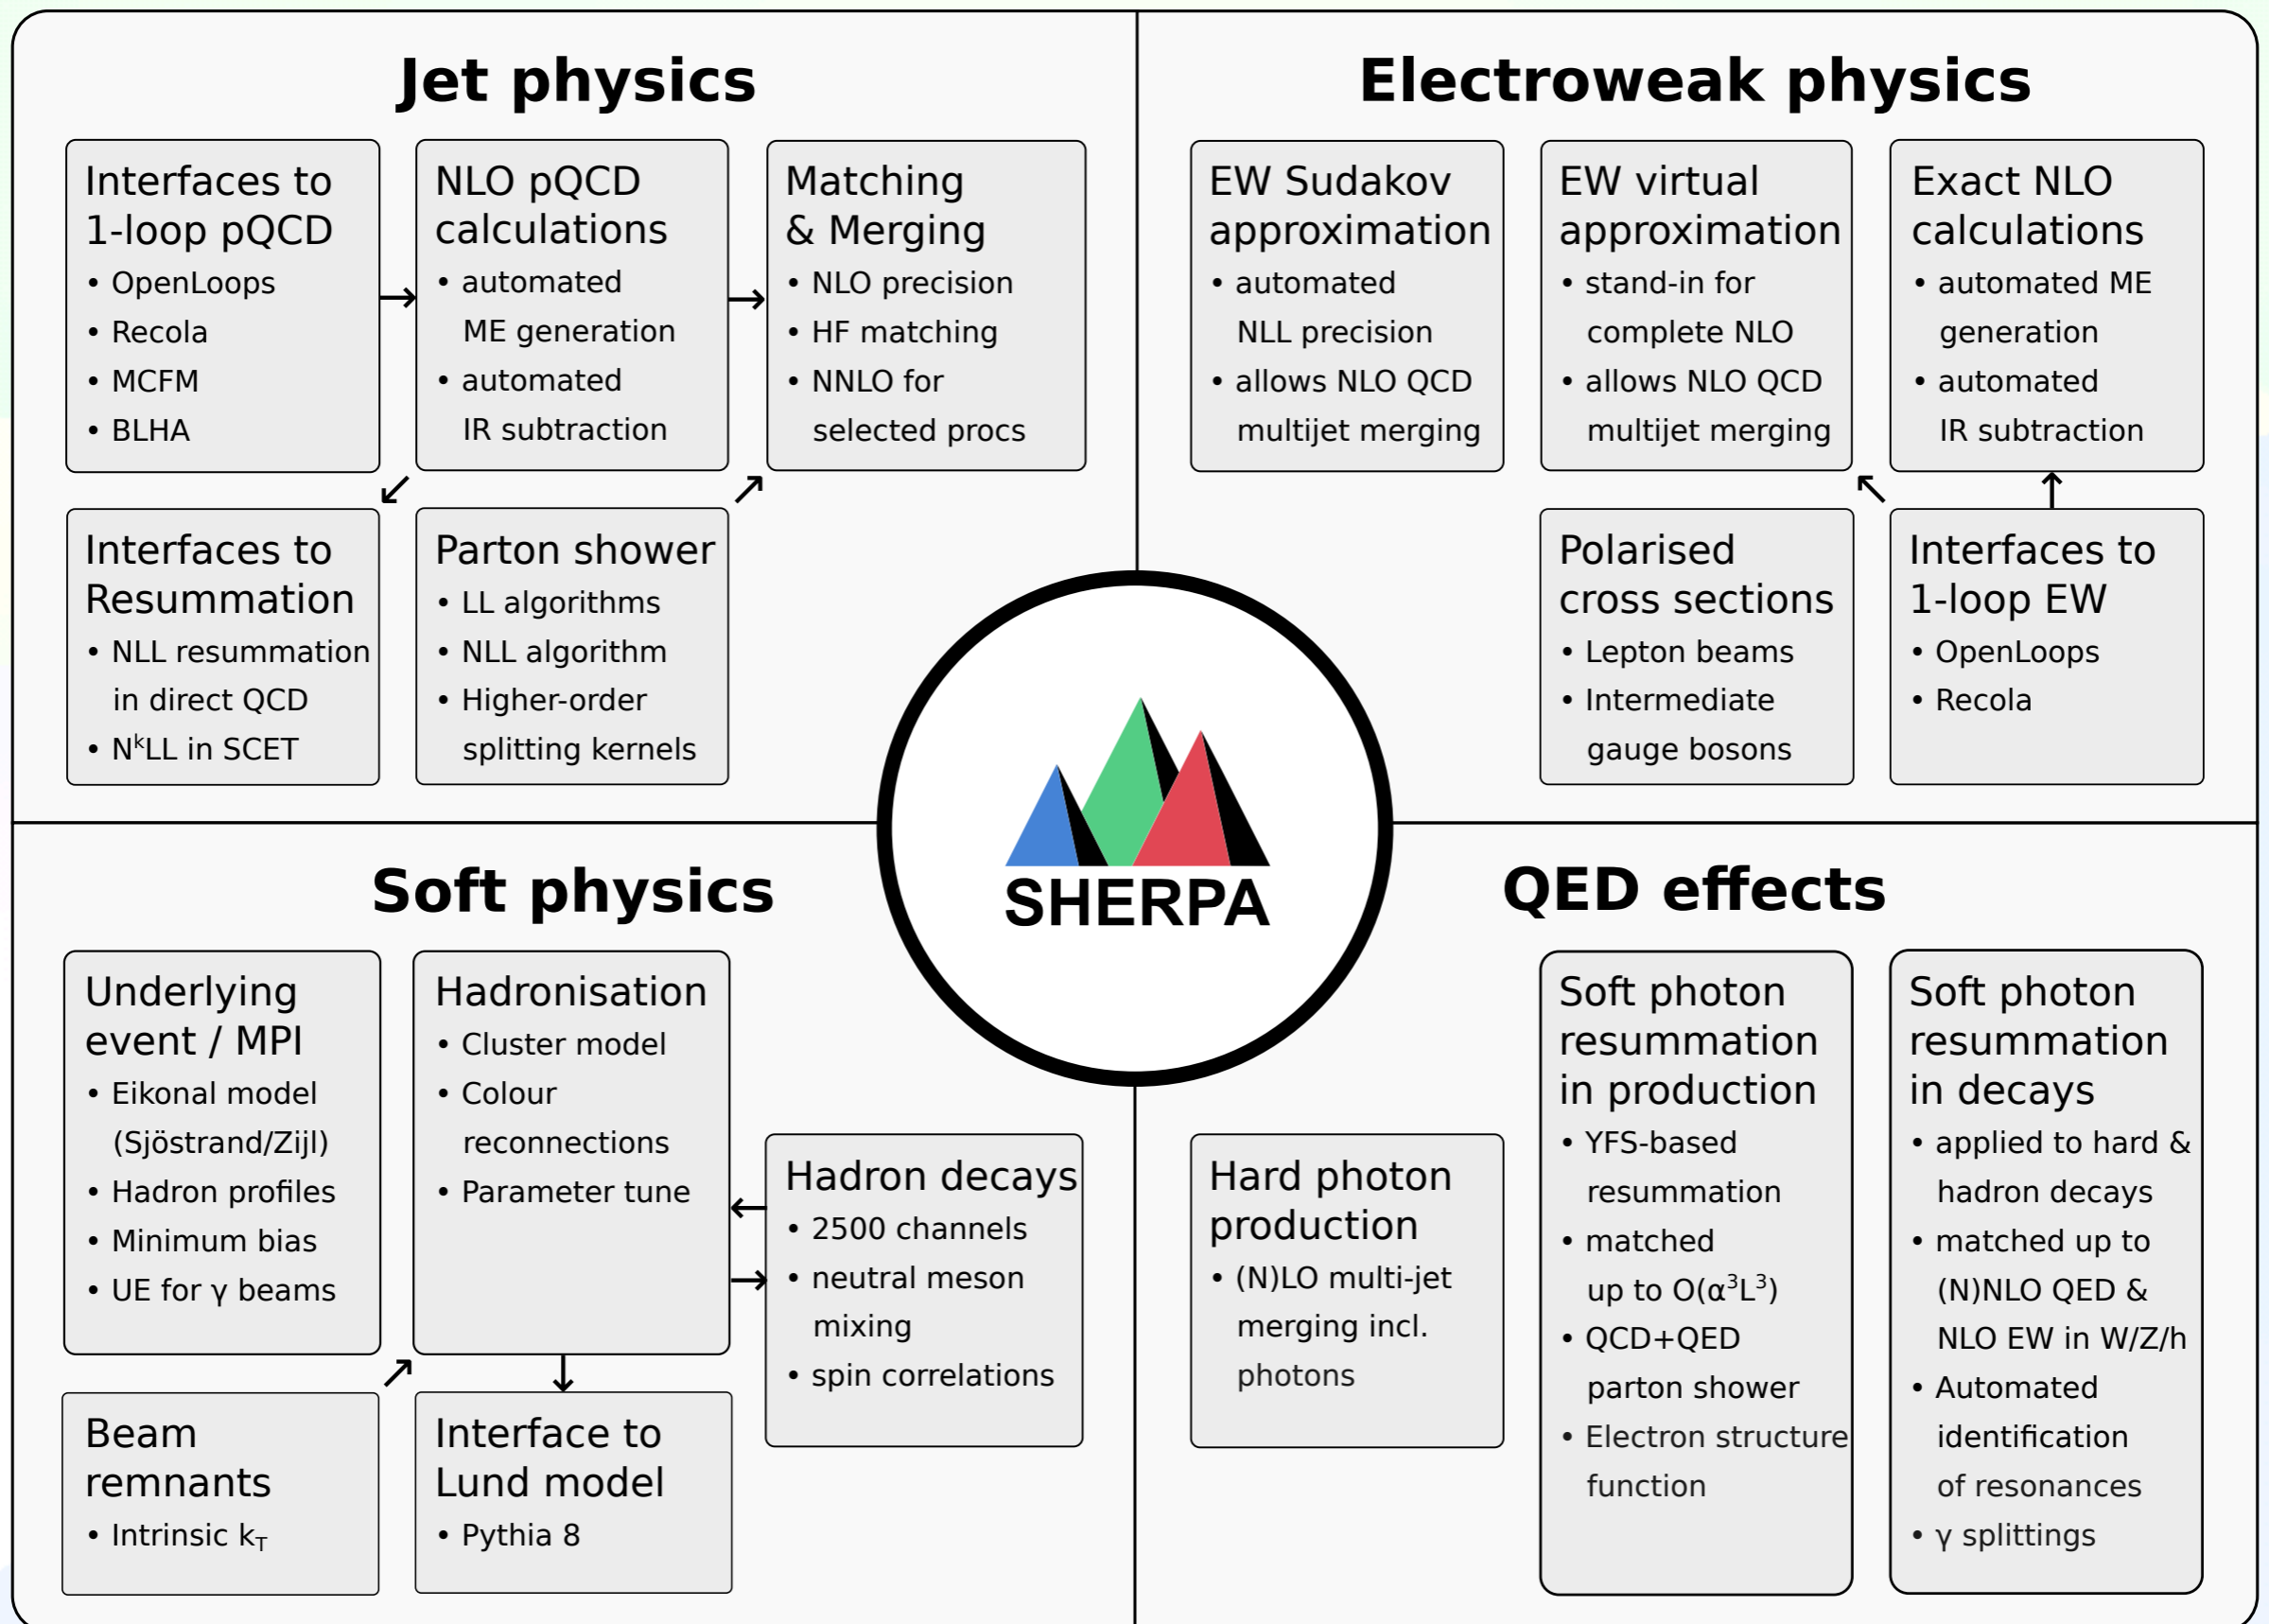 Jet physics
Interfaces to
1-loop pQCD
• OpenLoops
• Recola
• MCFM
• BLHA
NLO pQCD
calculations
• automated
ME generation
• automated
IR subtraction
Matching
& Merging
• NLO precision
• HF matching
• NNLO for
selected procs
Interfaces to
Resummation
• NLL resummation
in direct QCD
• NᵏLL in SCET
Parton shower
• LL algorithms
• NLL algorithm
• Higher-order
splitting kernels
Electroweak physics
EW Sudakov
approximation
• automated
NLL precision
• allows NLO QCD
multijet merging
EW virtual
approximation
• stand-in for
complete NLO
• allows NLO QCD
multijet merging
Exact NLO
calculations
• automated ME
generation
• automated
IR subtraction
Polarised
cross sections
• Lepton beams
• Intermediate
gauge bosons
Interfaces to
1-loop EW
• OpenLoops
• Recola
SHERPA
Soft physics
Underlying
event / MPI
• Eikonal model
(Sjöstrand/Zijl)
• Hadron profiles
• Minimum bias
• UE for γ beams
Hadronisation
• Cluster model
• Colour
reconnections
• Parameter tune
Hadron decays
• 2500 channels
• neutral meson
mixing
• spin correlations
Beam
remnants
• Intrinsic k_T
Interface to
Lund model
• Pythia 8
QED effects
Hard photon
production
• (N)LO multi-jet
merging incl.
photons
Soft photon
resummation
in production
• YFS-based
resummation
• matched
up to O(α³L³)
• QCD+QED
parton shower
• Electron structure
function
Soft photon
resummation
in decays
• applied to hard &
hadron decays
• matched up to
(N)NLO QED &
NLO EW in W/Z/h
• Automated
identification
of resonances
• γ splittings